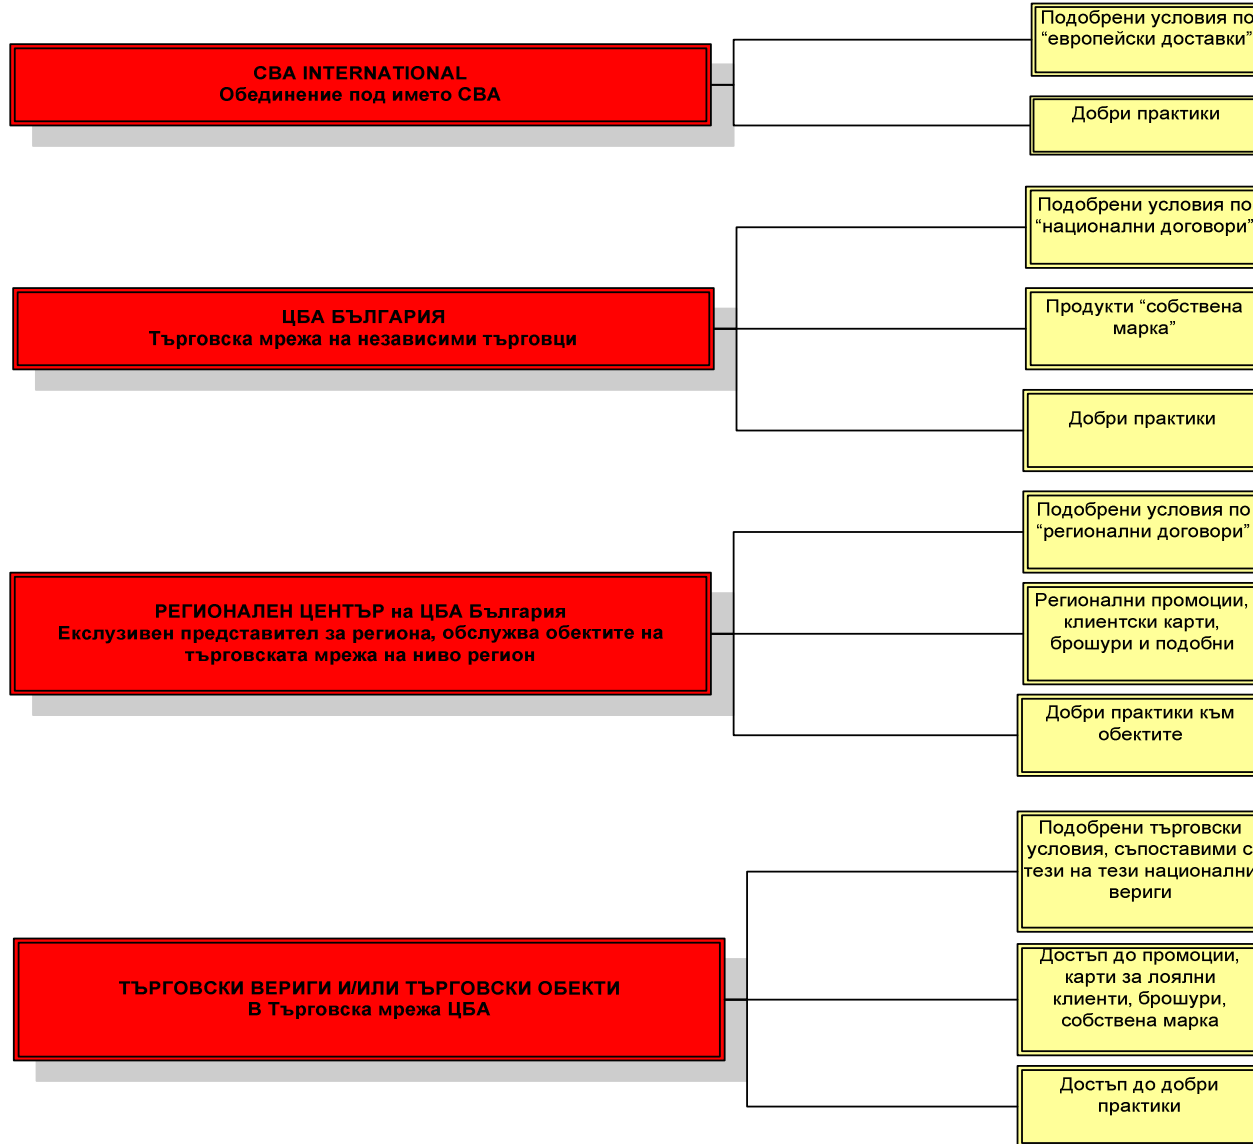 CBA INTERNATIONAL
Обединение под името CBA
Подобрени условия по
“европейски доставки”
Добри практики
ЦБА БЪЛГАРИЯ
Търговска мрежа на независими търговци
Подобрени условия по
“национални договори”
Продукти “собствена
марка”
Добри практики
РЕГИОНАЛЕН ЦЕНТЪР на ЦБА България
Екслузивен представител за региона, обслужва обектите на
търговската мрежа на ниво регион
Подобрени условия по
“регионални договори”
Регионални промоции,
клиентски карти,
брошури и подобни
Добри практики към
обектите
ТЪРГОВСКИ ВЕРИГИ И/ИЛИ ТЪРГОВСКИ ОБЕКТИ
В Търговска мрежа ЦБА
Подобрени търговски
условия, съпоставими с
тези на тези национални
вериги
Достъп до промоции,
карти за лоялни
клиенти, брошури,
собствена марка
Достъп до добри
практики